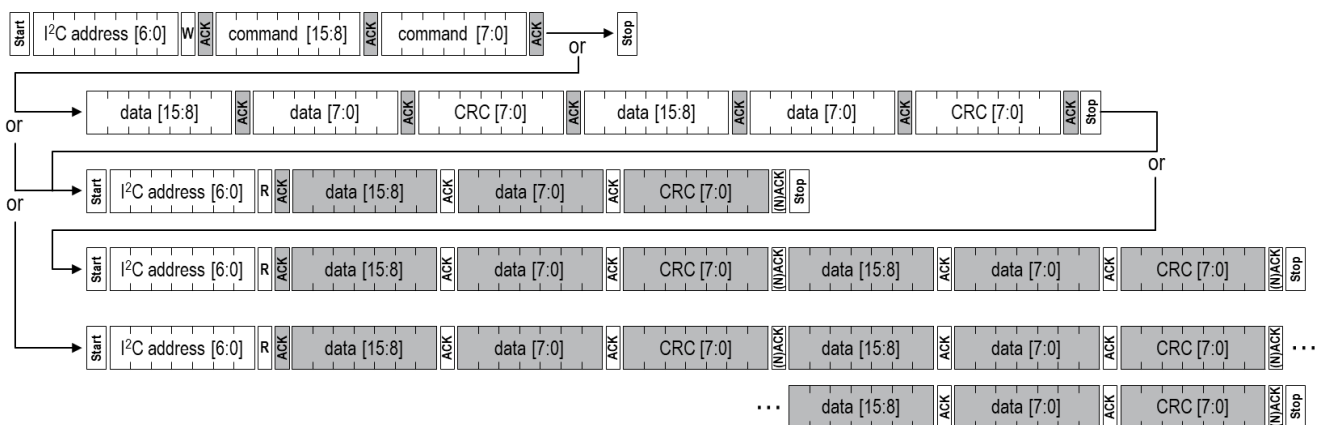 Start I²C address [6:0] W ACK command [15:8] ACK command [7:0] ACK or Stop
data [15:8] ACK data [7:0] ACK CRC [7:0] ACK data [15:8] ACK data [7:0] ACK CRC [7:0] ACK Stop
or
or
Start I²C address [6:0] R ACK data [15:8] ACK data [7:0] ACK CRC [7:0] (N)ACK Stop
or
Start I²C address [6:0] R ACK data [15:8] ACK data [7:0] ACK CRC [7:0] (N)ACK data [15:8] ACK data [7:0] ACK CRC [7:0] (N)ACK Stop
Start I²C address [6:0] R ACK data [15:8] ACK data [7:0] ACK CRC [7:0] (N)ACK data [15:8] ACK data [7:0] ACK CRC [7:0] (N)ACK ...
... data [15:8] ACK data [7:0] ACK CRC [7:0] (N)ACK Stop